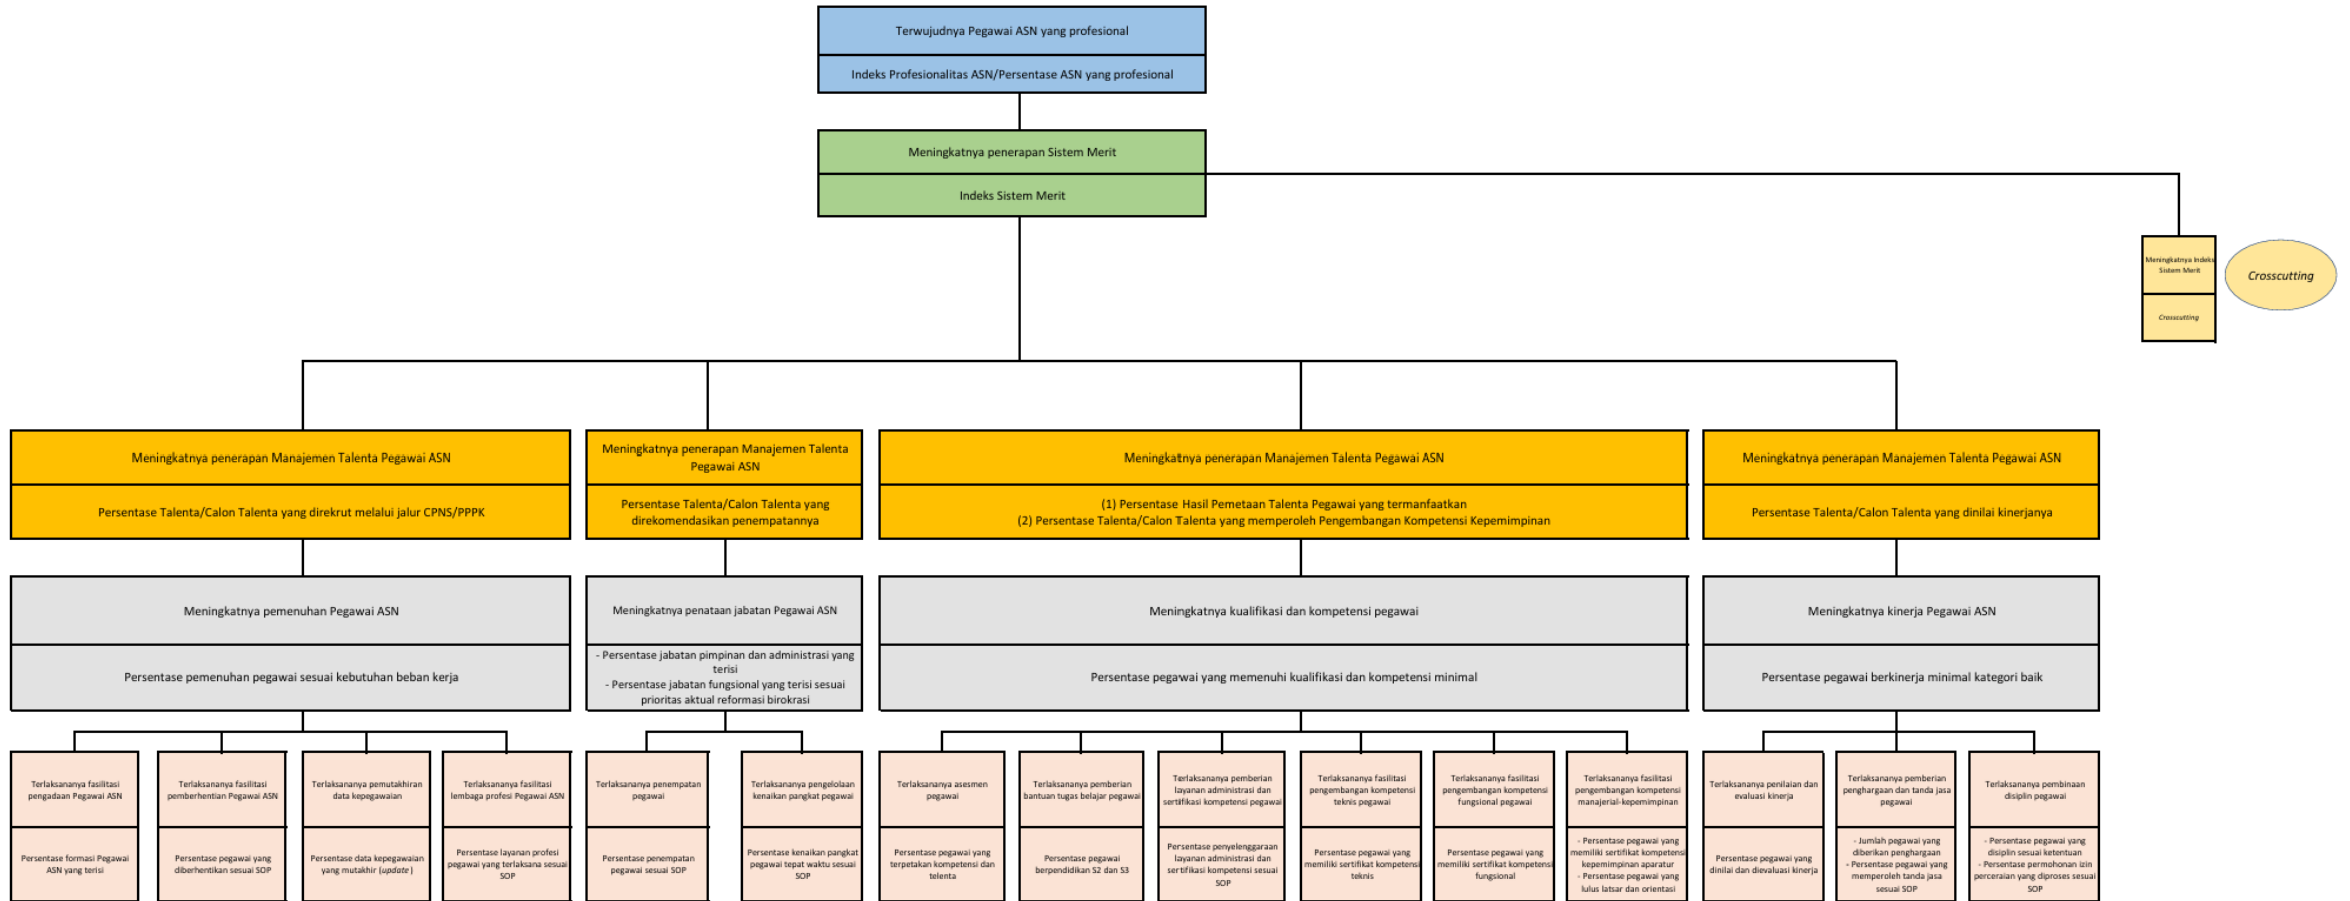 Terwujudnya Pegawai ASN yang profesional
Indeks Profesionalitas ASN/Persentase ASN yang profesional
Meningkatnya penerapan Sistem Merit
Indeks Sistem Merit
Meningkatnya Indeks
Sistem Merit
Crosscutting
Crosscutting
Meningkatnya penerapan Manajemen Talenta Pegawai ASN
Persentase Talenta/Calon Talenta yang direkrut melalui jalur CPNS/PPPK
Meningkatnya penerapan Manajemen Talenta
Pegawai ASN
Persentase Talenta/Calon Talenta yang
direkomendasikan penempatannya
Meningkatnya penerapan Manajemen Talenta Pegawai ASN
(1) Persentase Hasil Pemetaan Talenta Pegawai yang termanfaatkan
(2) Persentase Talenta/Calon Talenta yang memperoleh Pengembangan Kompetensi Kepemimpinan
Meningkatnya penerapan Manajemen Talenta Pegawai ASN
Persentase Talenta/Calon Talenta yang dinilai kinerjanya
Meningkatnya pemenuhan Pegawai ASN
Persentase pemenuhan pegawai sesuai kebutuhan beban kerja
Meningkatnya penataan jabatan Pegawai ASN
- Persentase jabatan pimpinan dan administrasi yang
terisi
- Persentase jabatan fungsional yang terisi sesuai
prioritas aktual reformasi birokrasi
Meningkatnya kualifikasi dan kompetensi pegawai
Persentase pegawai yang memenuhi kualifikasi dan kompetensi minimal
Meningkatnya kinerja Pegawai ASN
Persentase pegawai berkinerja minimal kategori baik
Terlaksananya fasilitasi
pengadaan Pegawai ASN
Persentase formasi Pegawai
ASN yang terisi
Terlaksananya fasilitasi
pemberhentian Pegawai ASN
Persentase pegawai yang
diberhentikan sesuai SOP
Terlaksananya pemutakhiran
data kepegawaian
Persentase data kepegawaian
yang mutakhir (update)
Terlaksananya fasilitasi
lembaga profesi Pegawai ASN
Persentase layanan profesi
pegawai yang terlaksana sesuai
SOP
Terlaksananya penempatan
pegawai
Persentase penempatan
pegawai sesuai SOP
Terlaksananya pengelolaan
kenaikan pangkat pegawai
Persentase kenaikan pangkat
pegawai tepat waktu sesuai
SOP
Terlaksananya asesmen
pegawai
Persentase pegawai yang
terpetakan kompetensi dan
telenta
Terlaksananya pemberian
bantuan tugas belajar pegawai
Persentase pegawai
berpendidikan S2 dan S3
Terlaksananya pemberian
layanan administrasi dan
sertifikasi kompetensi pegawai
Persentase penyelenggaraan
layanan administrasi dan
sertifikasi kompetensi sesuai
SOP
Terlaksananya fasilitasi
pengembangan kompetensi
teknis pegawai
Persentase pegawai yang
memiliki sertifikat kompetensi
teknis
Terlaksananya fasilitasi
pengembangan kompetensi
fungsional pegawai
Persentase pegawai yang
memiliki sertifikat kompetensi
fungsional
Terlaksananya fasilitasi
pengembangan kompetensi
manajerial-kepemimpinan
- Persentase pegawai yang
memiliki sertifikat kompetensi
kepemimpinan aparatur
- Persentase pegawai yang
lulus latsar dan orientasi
Terlaksananya penilaian dan
evaluasi kinerja
Persentase pegawai yang
dinilai dan dievaluasi kinerja
Terlaksananya pemberian
penghargaan dan tanda jasa
pegawai
- Jumlah pegawai yang
diberikan penghargaan
- Persentase pegawai yang
memperoleh tanda jasa
sesuai SOP
Terlaksananya pembinaan
disiplin pegawai
- Persentase pegawai yang
disiplin sesuai ketentuan
- Persentase permohonan izin
perceraian yang diproses sesuai
SOP